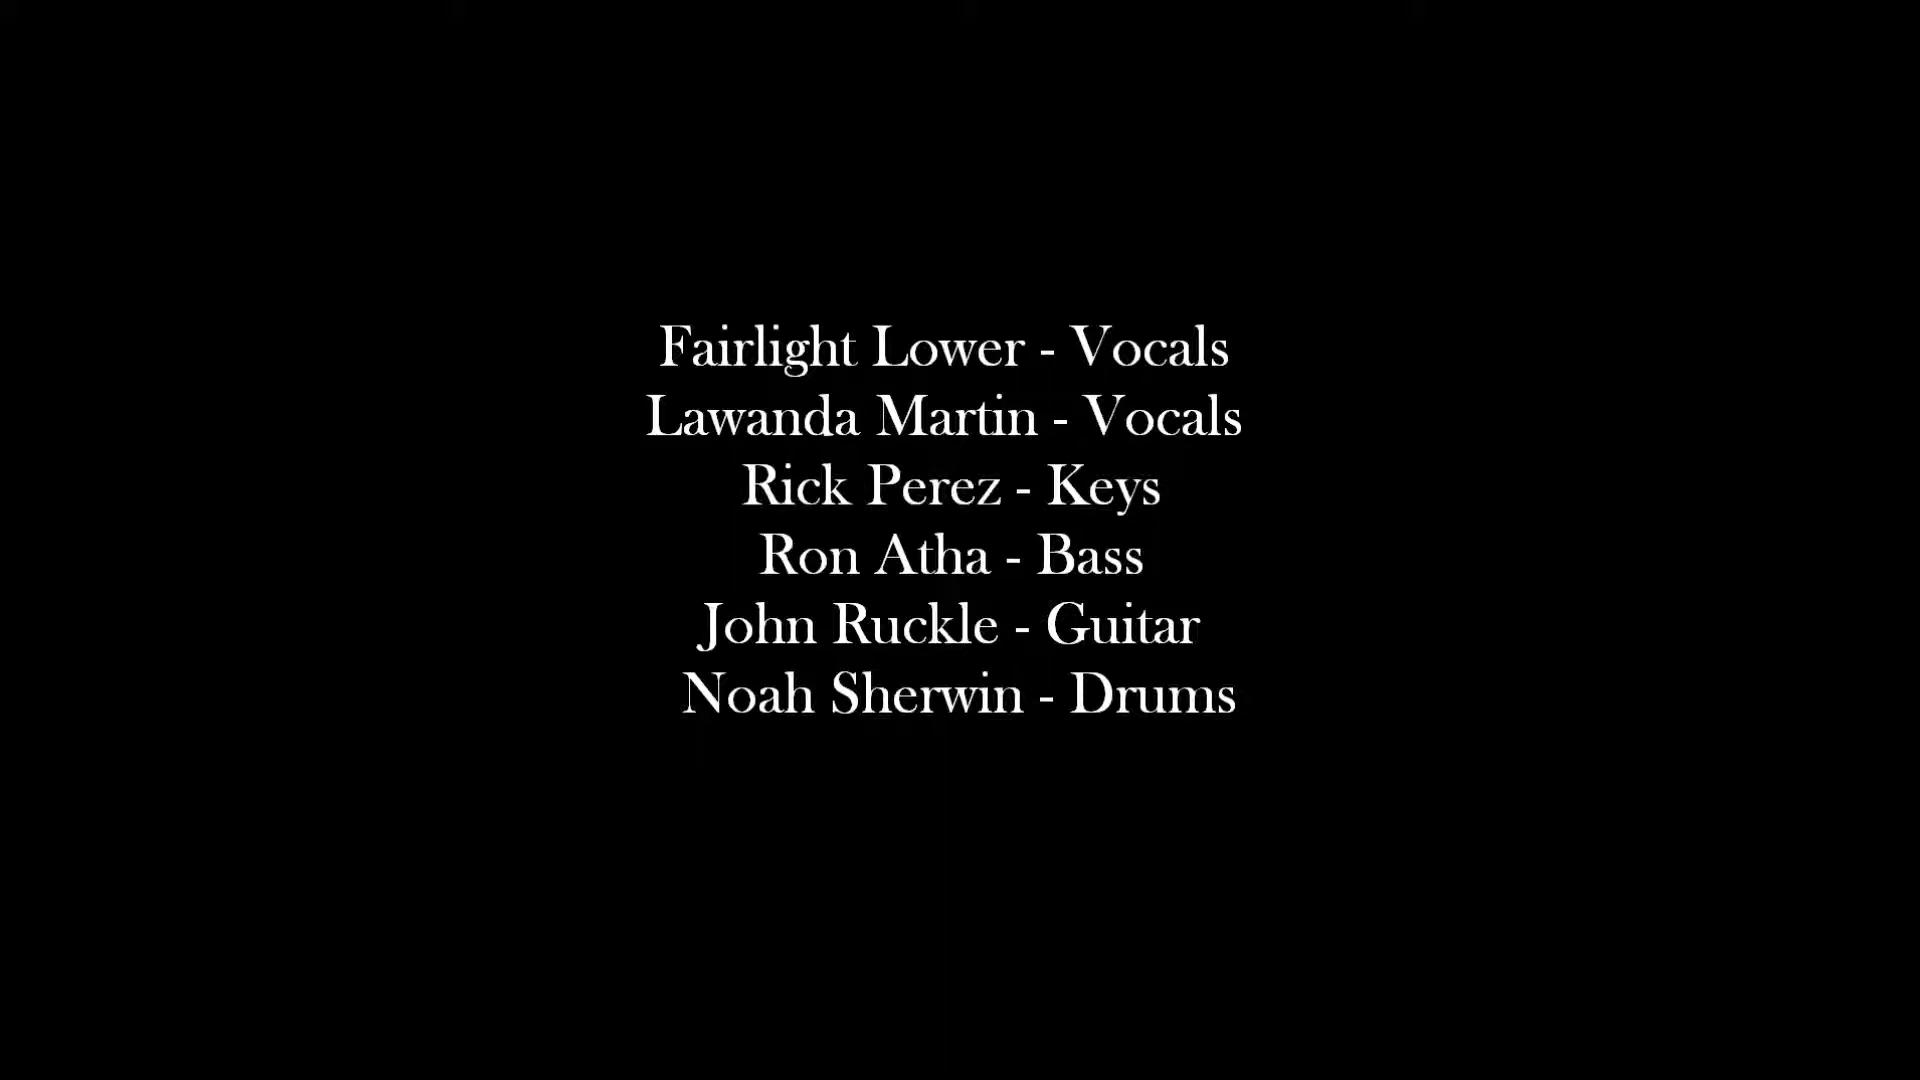 Fairlight Lower - Vocals
Lawanda Martin - Vocals
Rick Perez - Keys
Ron Atha - Bass
John Ruckle - Guitar
Noah Sherwin - Drums